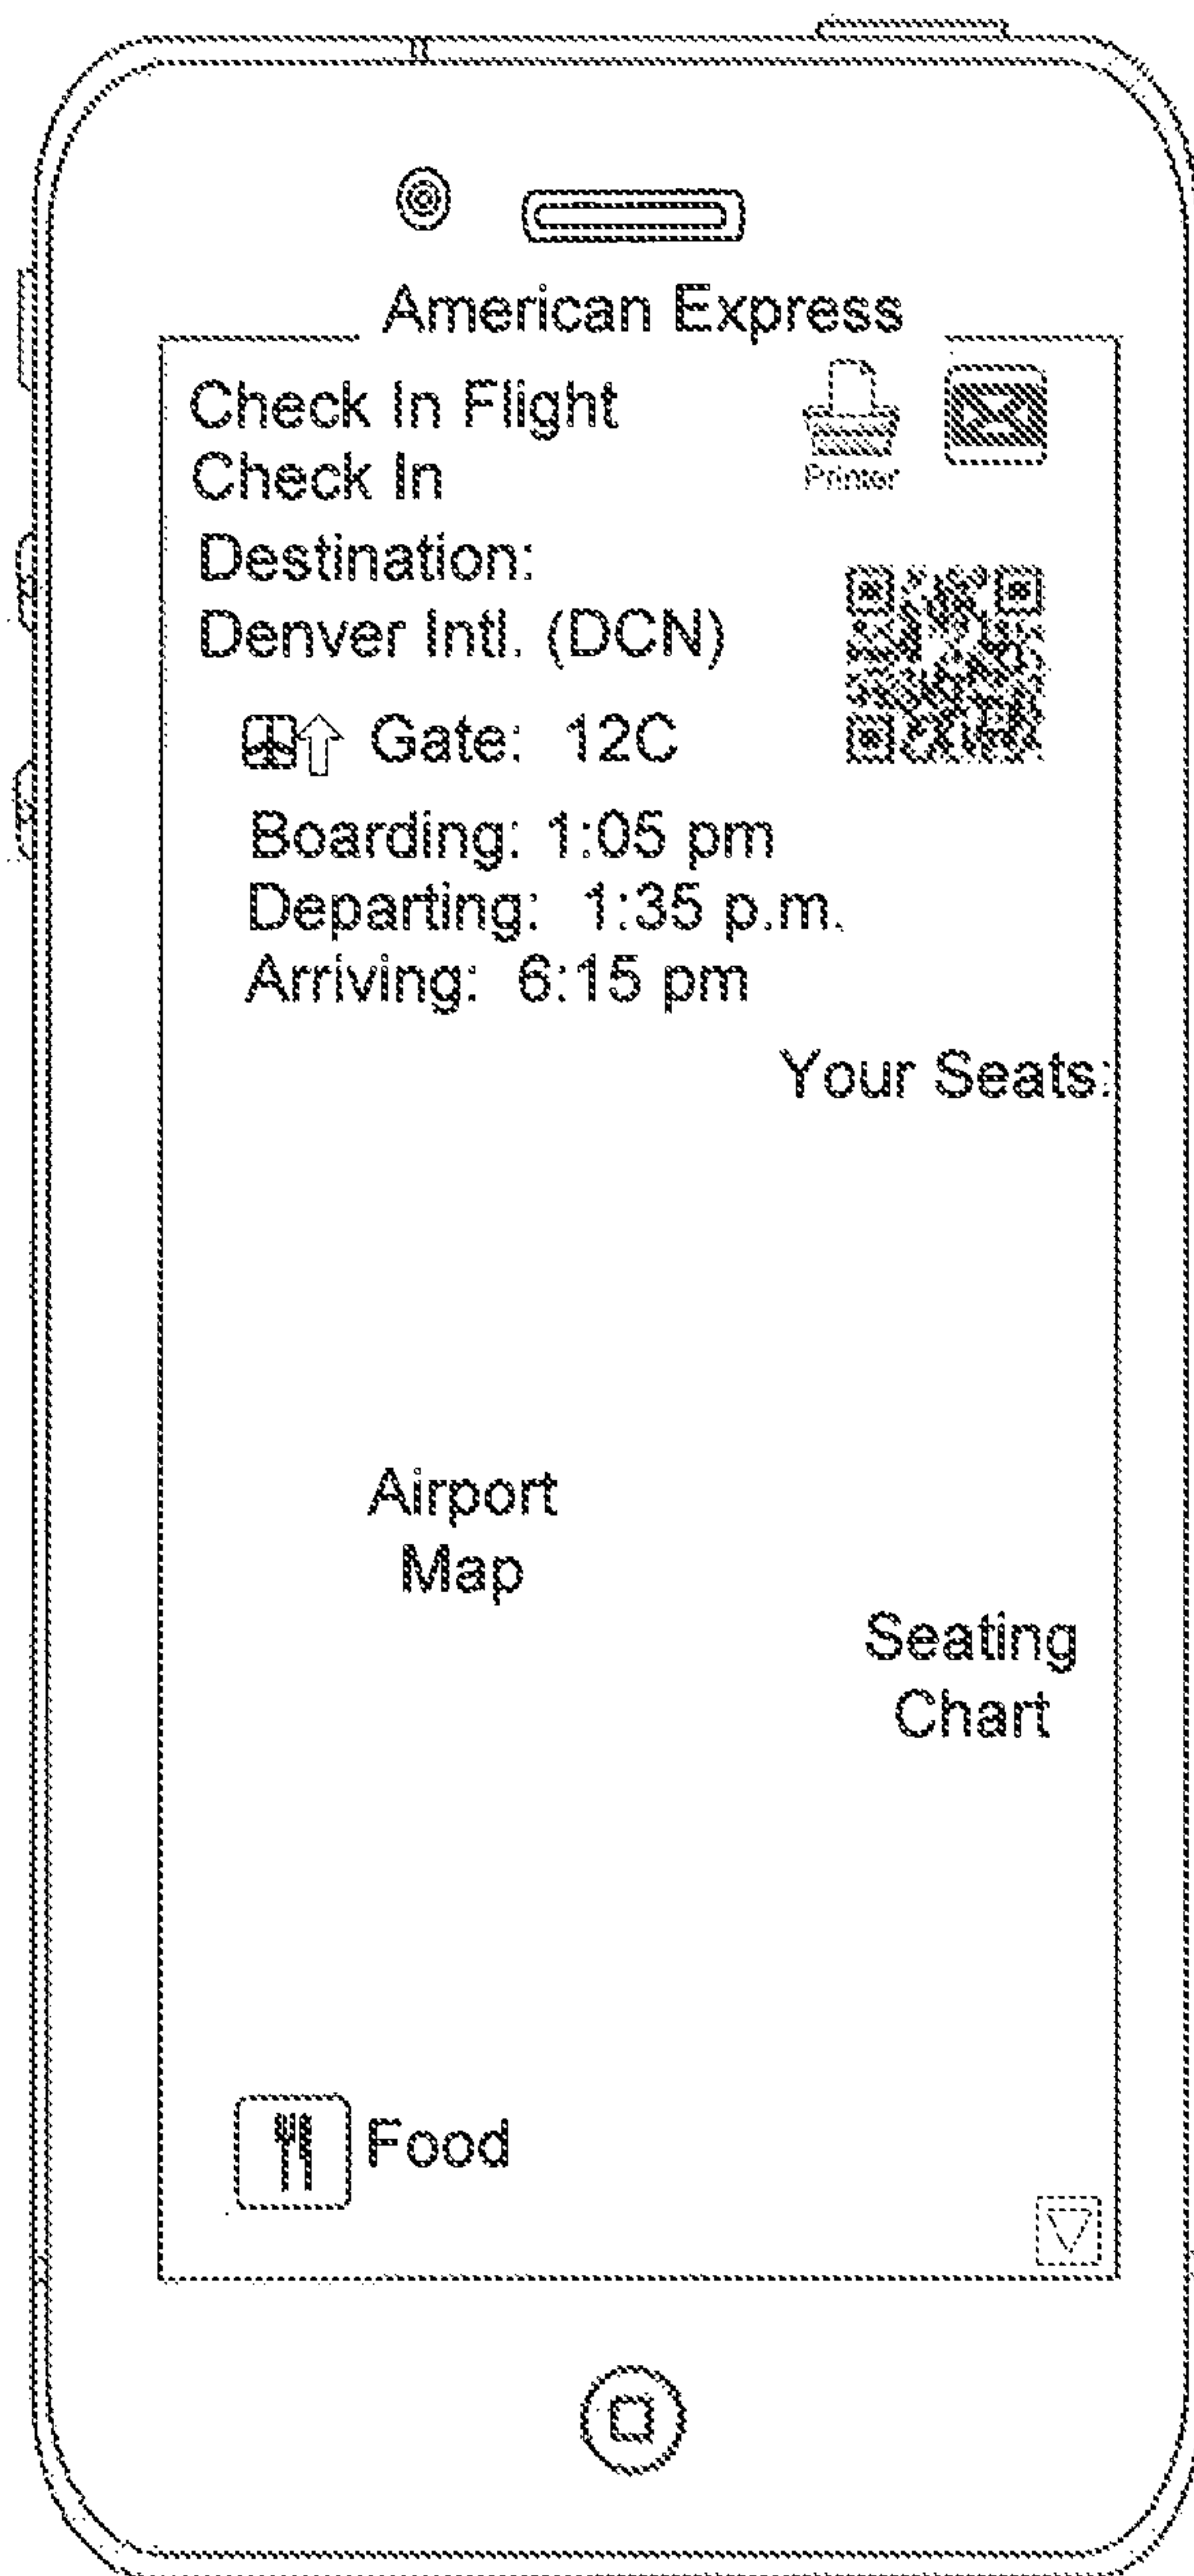 American Express
Check In Flight
Check In
Printer
Destination:
Denver Intl. (DCN)
Gate: 12C
Boarding: 1:05 pm
Departing: 1:35 p.m.
Arriving: 6:15 pm
Your Seats:
Airport
Map
Seating
Chart
Food